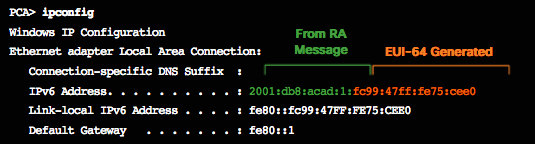 PCA> ipconfig
Windows IP Configuration
From RA
Message
EUI-64 Generated
Ethernet adapter Local Area Connection:
Connection-specific DNS Suffix :
IPv6 Address. . . . . . . . . . : 2001:db8:acad:1:fc99:47ff:fe75:cee0
Link-local IPv6 Address . . . . : fe80::fc99:47FF:FE75:CEE0
Default Gateway . . . . . . . : fe80::1